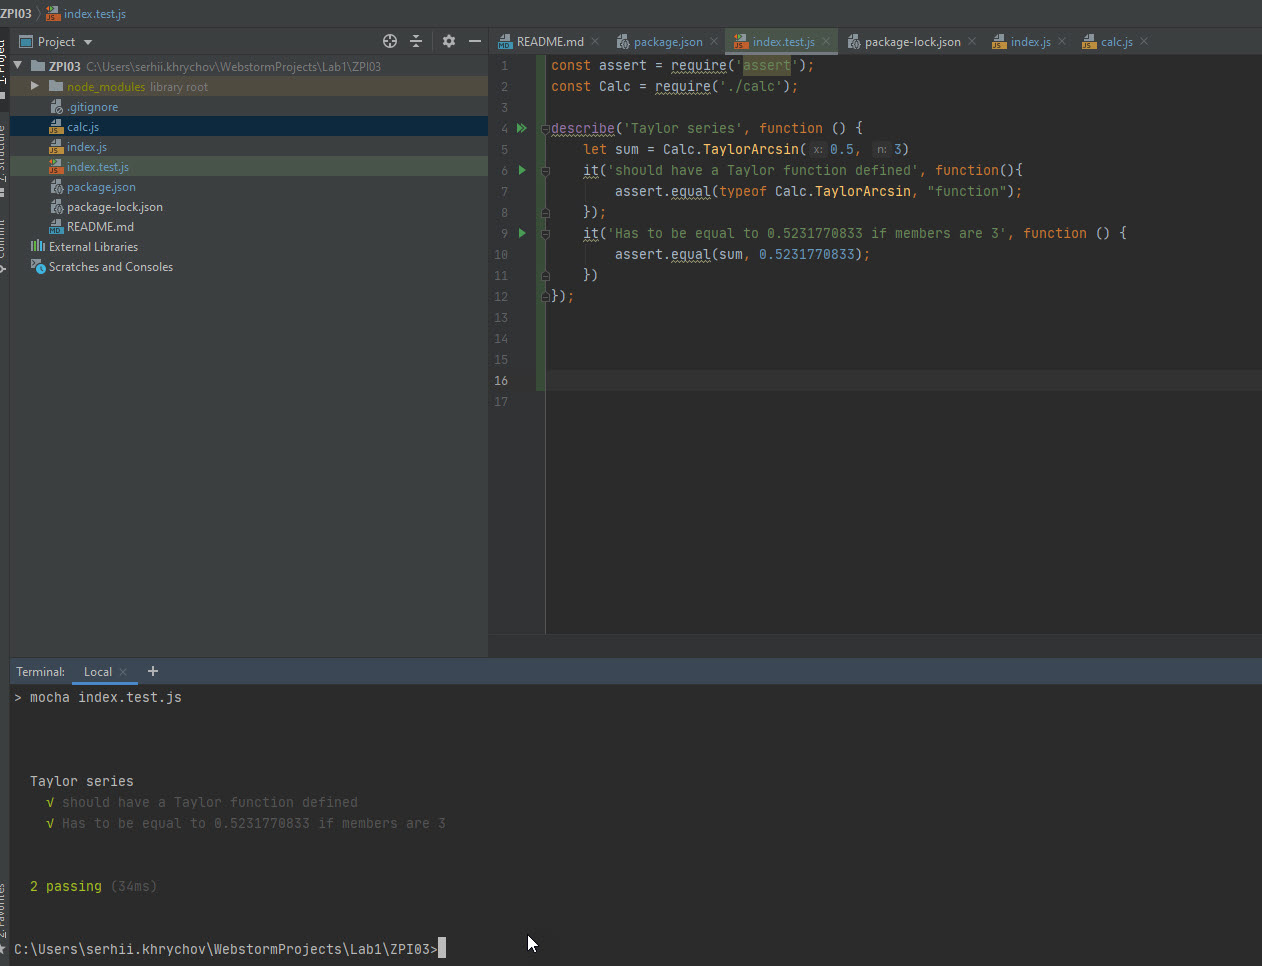 ZPI03 index.test.js
Project
README.md package.json index.test.js package-lock.json index.js calc.js
ZPI03 C:\Users\serhii.khrychov\WebstormProjects\Lab1\ZPI03
node_modules library root
.gitignore
calc.js
index.js
index.test.js
package.json
package-lock.json
README.md
External Libraries
Scratches and Consoles
1 const assert = require('assert');
2 const Calc = require('./calc');
3
4 describe('Taylor series', function () {
5 let sum = Calc.TaylorArcsin( x: 0.5, n: 3)
6 it('should have a Taylor function defined', function(){
7 assert.equal(typeof Calc.TaylorArcsin, "function");
8 });
9 it('Has to be equal to 0.5231770833 if members are 3', function () {
10 assert.equal(sum, 0.5231770833);
11 })
12 });
13
14
15
16
17
Terminal: Local +
> mocha index.test.js
Taylor series
√ should have a Taylor function defined
√ Has to be equal to 0.5231770833 if members are 3
2 passing (34ms)
C:\Users\serhii.khrychov\WebstormProjects\Lab1\ZPI03>